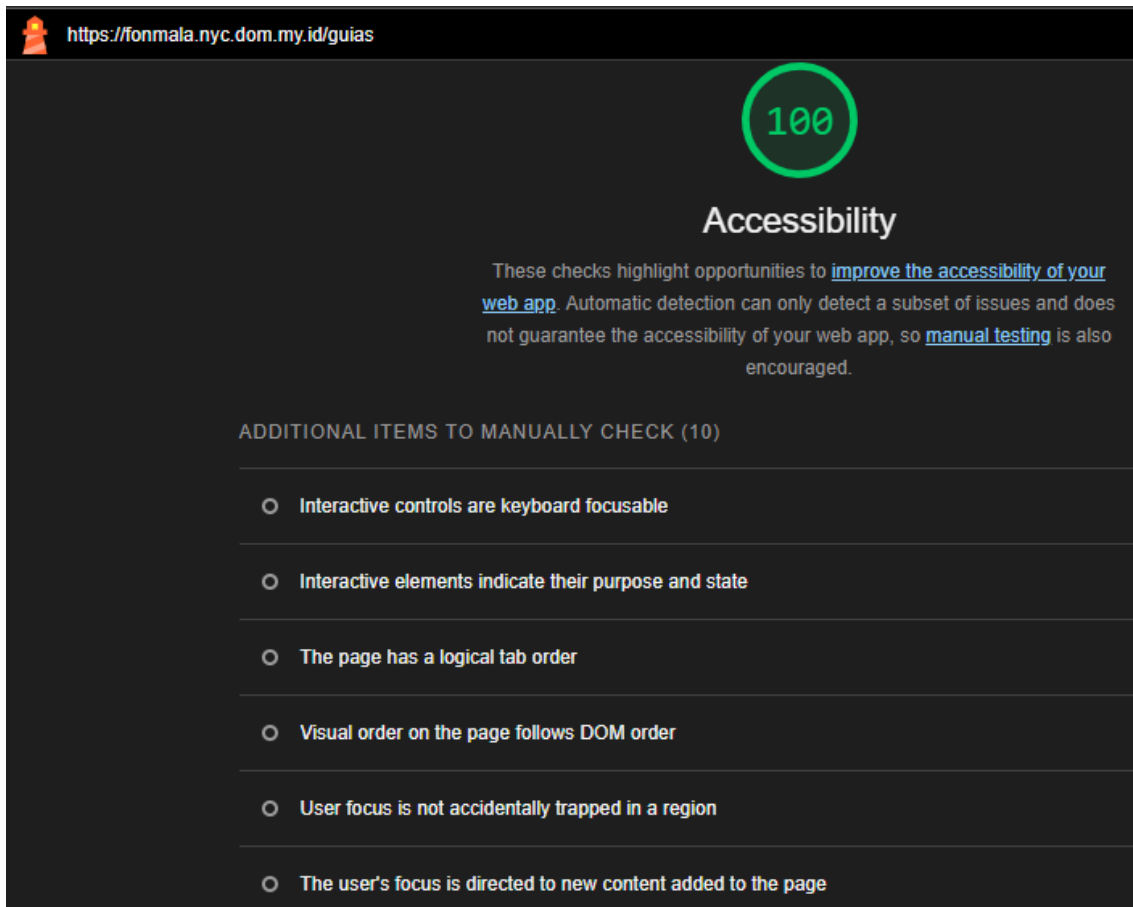 https://fonmala.nyc.dom.my.id/guias
100
Accessibility
These checks highlight opportunities to improve the accessibility of your
web app. Automatic detection can only detect a subset of issues and does
not guarantee the accessibility of your web app, so manual testing is also
encouraged.
ADDITIONAL ITEMS TO MANUALLY CHECK (10)
Interactive controls are keyboard focusable
Interactive elements indicate their purpose and state
The page has a logical tab order
Visual order on the page follows DOM order
User focus is not accidentally trapped in a region
The user's focus is directed to new content added to the page